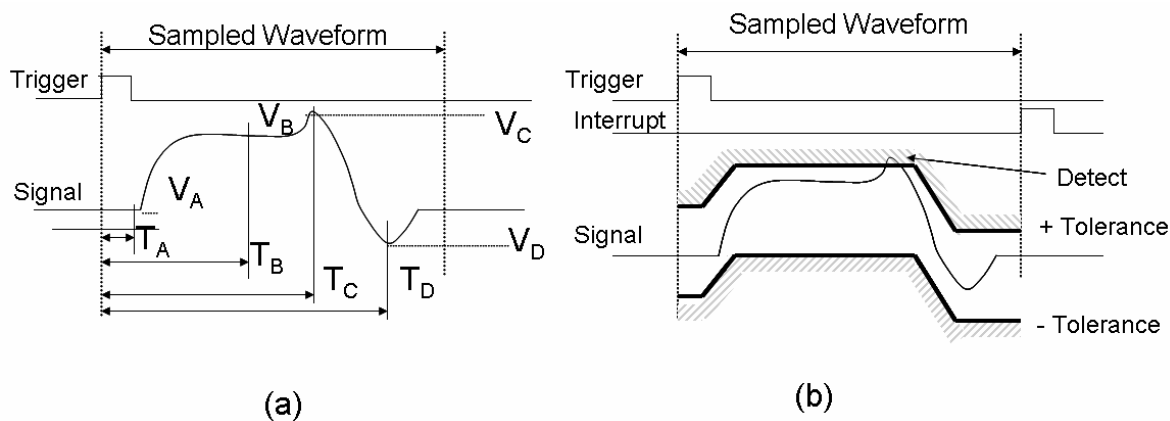 Sampled Waveform
Trigger
V_B
V_C
Signal
V_A
T_A
T_B
V_D
T_C
T_D
(a)
Sampled Waveform
Trigger
Interrupt
Detect
+ Tolerance
Signal
- Tolerance
(b)